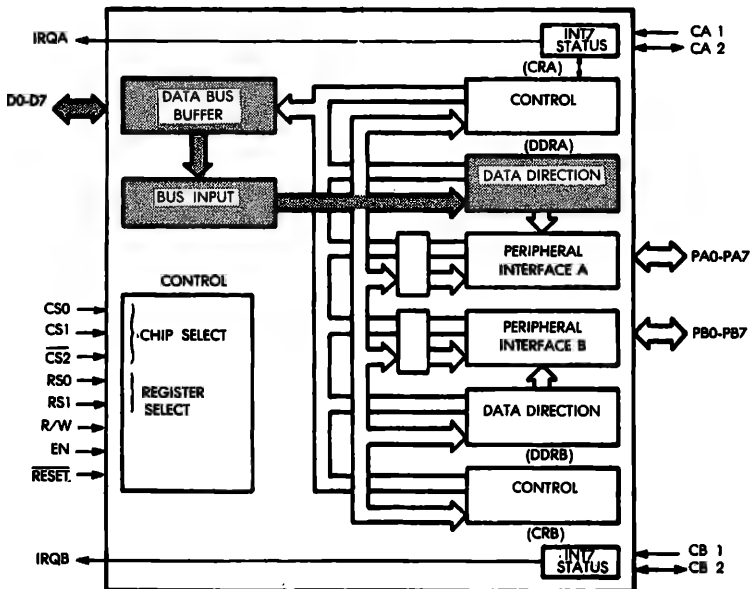 IRQA
INT/
STATUS
CA 1
CA 2
(CRA)
D0-D7
DATA BUS
BUFFER
CONTROL
(DDRA)
BUS INPUT
DATA DIRECTION
PERIPHERAL
INTERFACE A
PA0-PA7
CONTROL
CS0
CS1
CS2
RS0
RS1
R/W
EN
RESET.
CHIP SELECT
REGISTER
SELECT
PERIPHERAL
INTERFACE B
PB0-PB7
DATA DIRECTION
(DDRB)
CONTROL
(CRB)
IRQB
INT/
STATUS
CB 1
CB 2